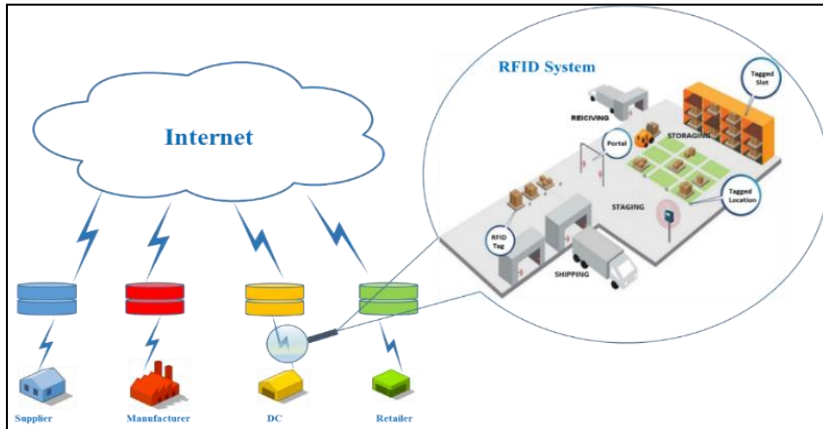 RFID System
Internet
Tagged
Slot
REICIVING
STORAGING
Portal
Tagged
Location
STAGING
RFID
Tag
SHIPPING
Supplier
Manufacturer
DC
Retailer